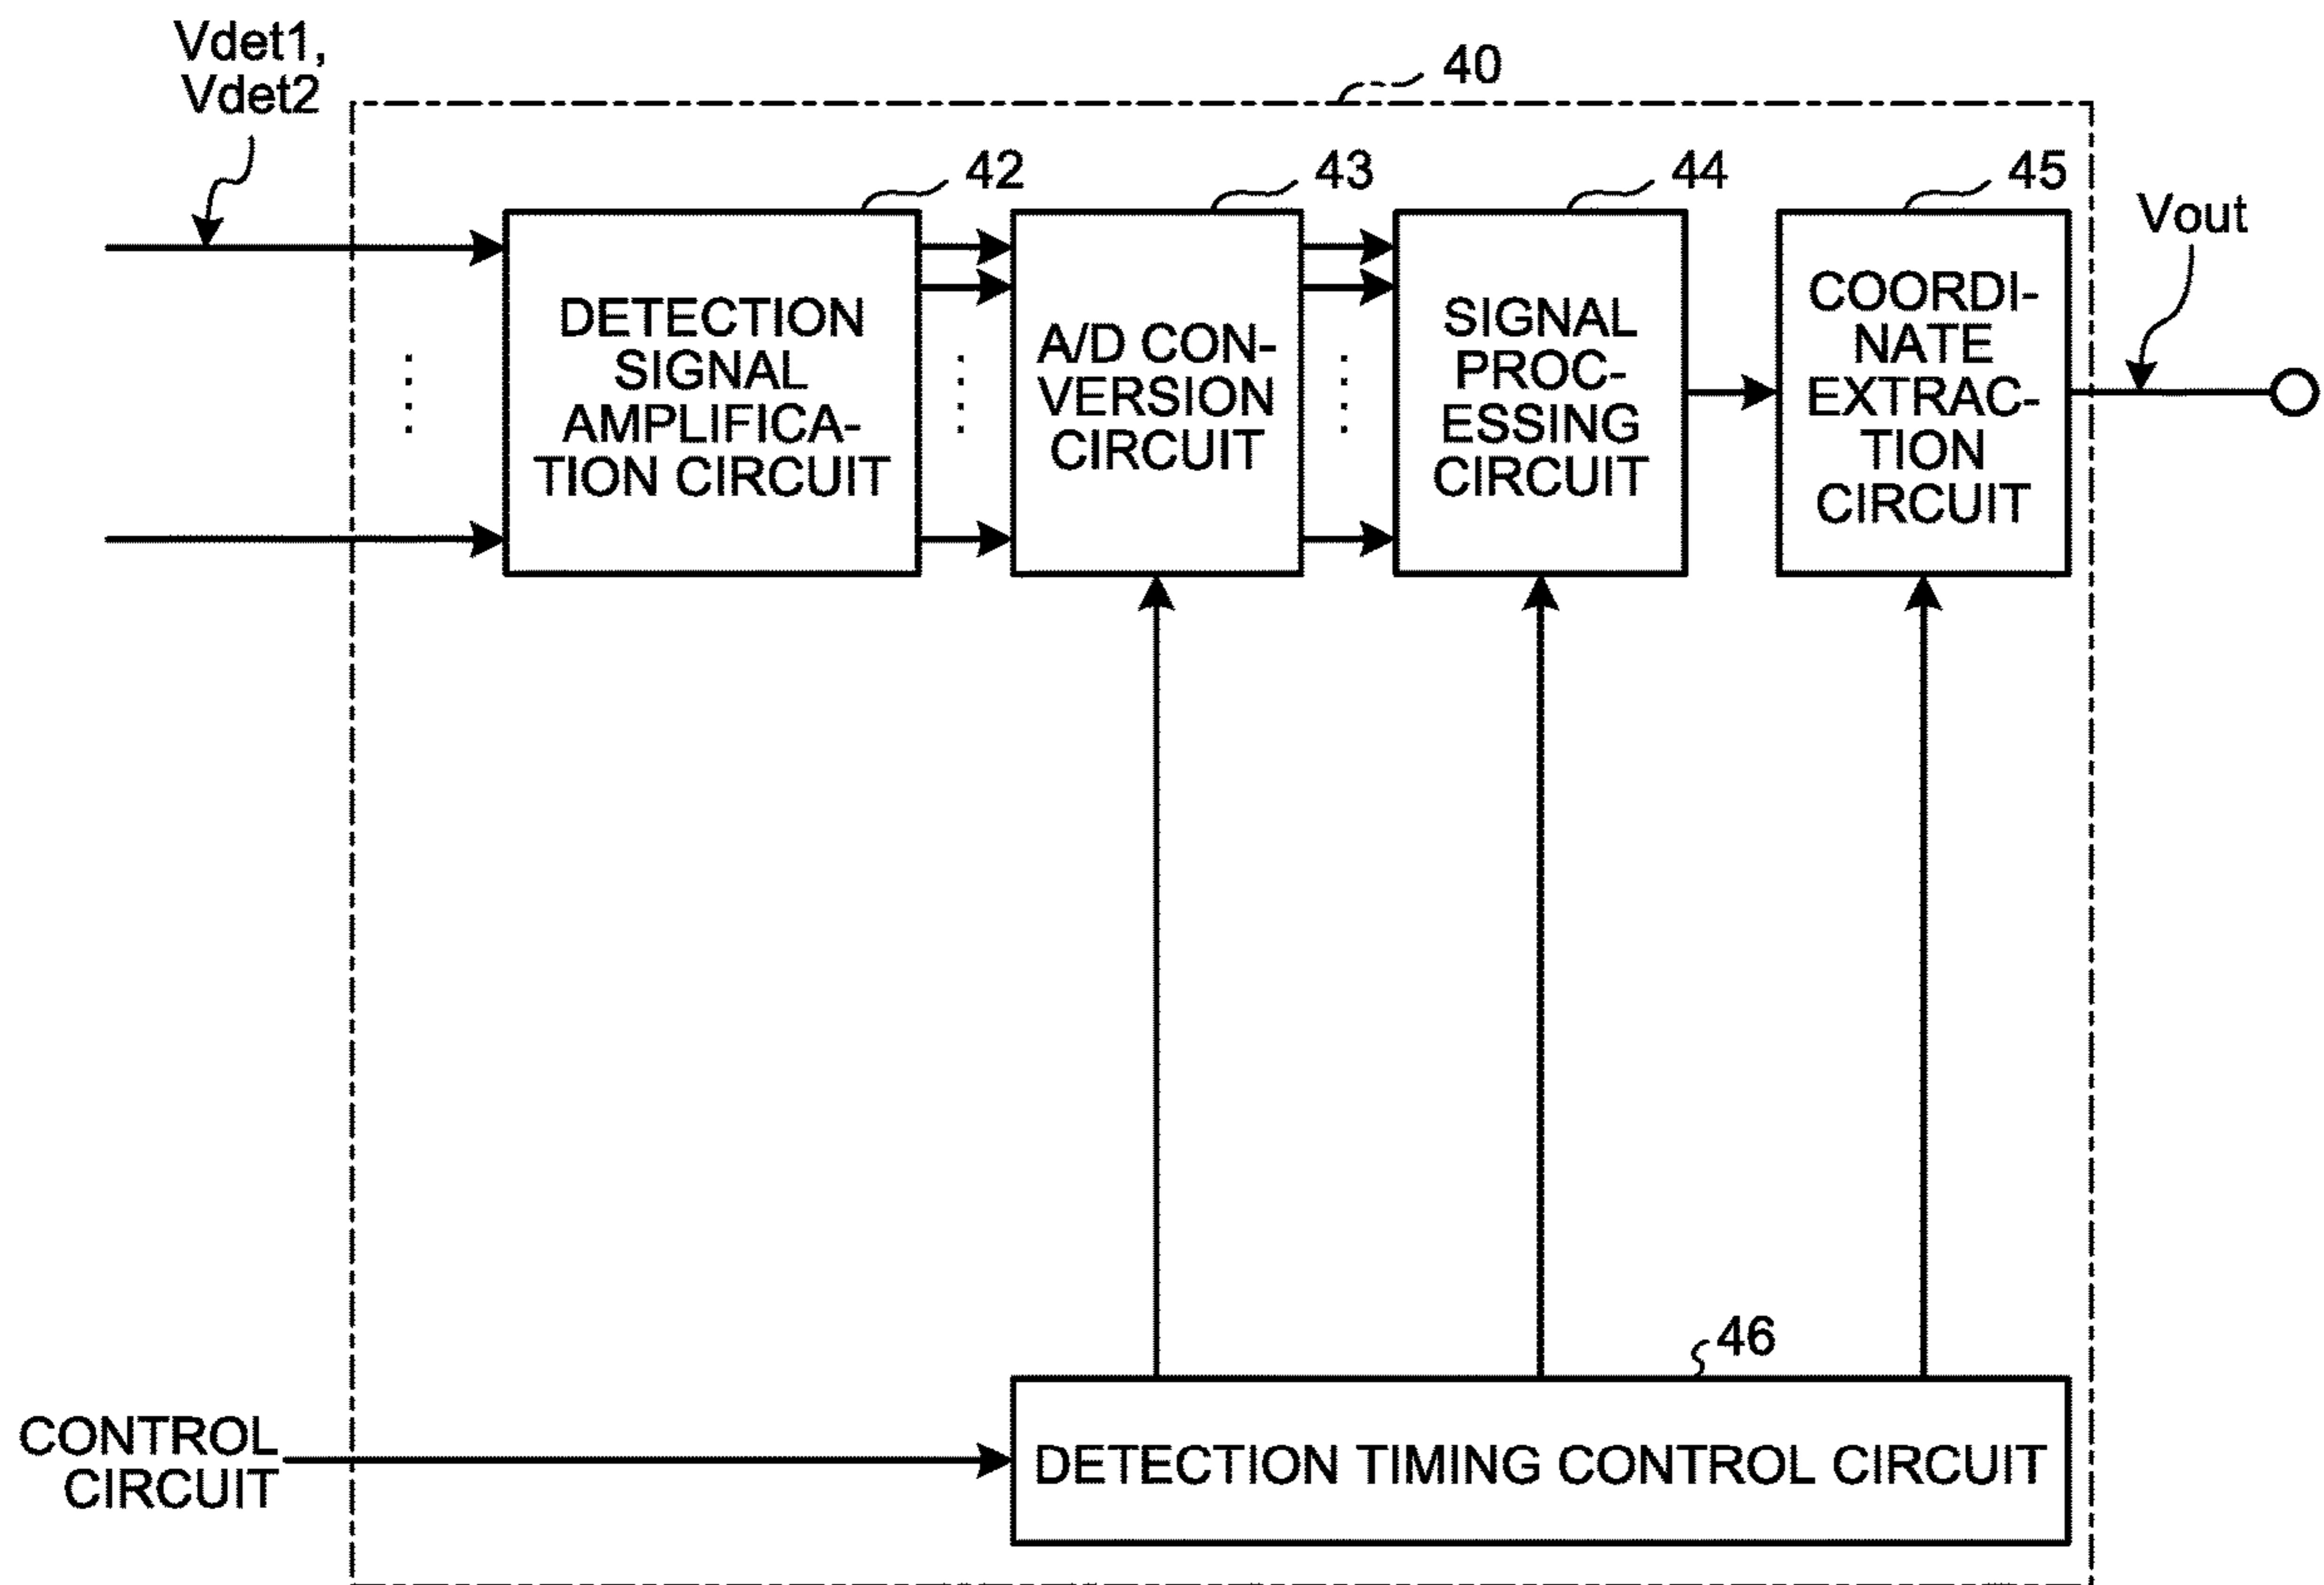 Vdet1,
Vdet2
40
42
43
44
45
Vout
DETECTION
SIGNAL
AMPLIFICA-
TION CIRCUIT
A/D CON-
VERSION
CIRCUIT
SIGNAL
PROC-
ESSING
CIRCUIT
COORDI-
NATE
EXTRAC-
TION
CIRCUIT
46
CONTROL
CIRCUIT
DETECTION TIMING CONTROL CIRCUIT